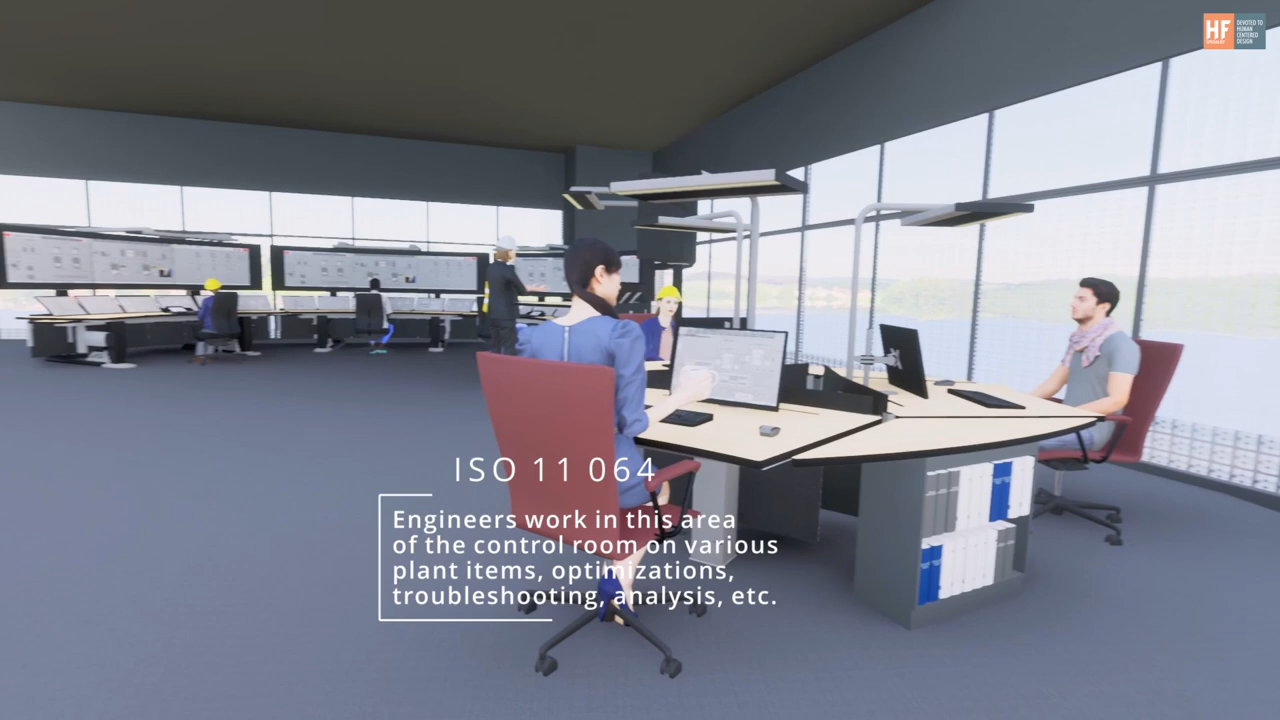 HF
SPECIALIST
DEVOTED TO
HUMAN
CENTERED
DESIGN
ISO 11 064
Engineers work in this area
of the control room on various
plant items, optimizations,
troubleshooting, analysis, etc.